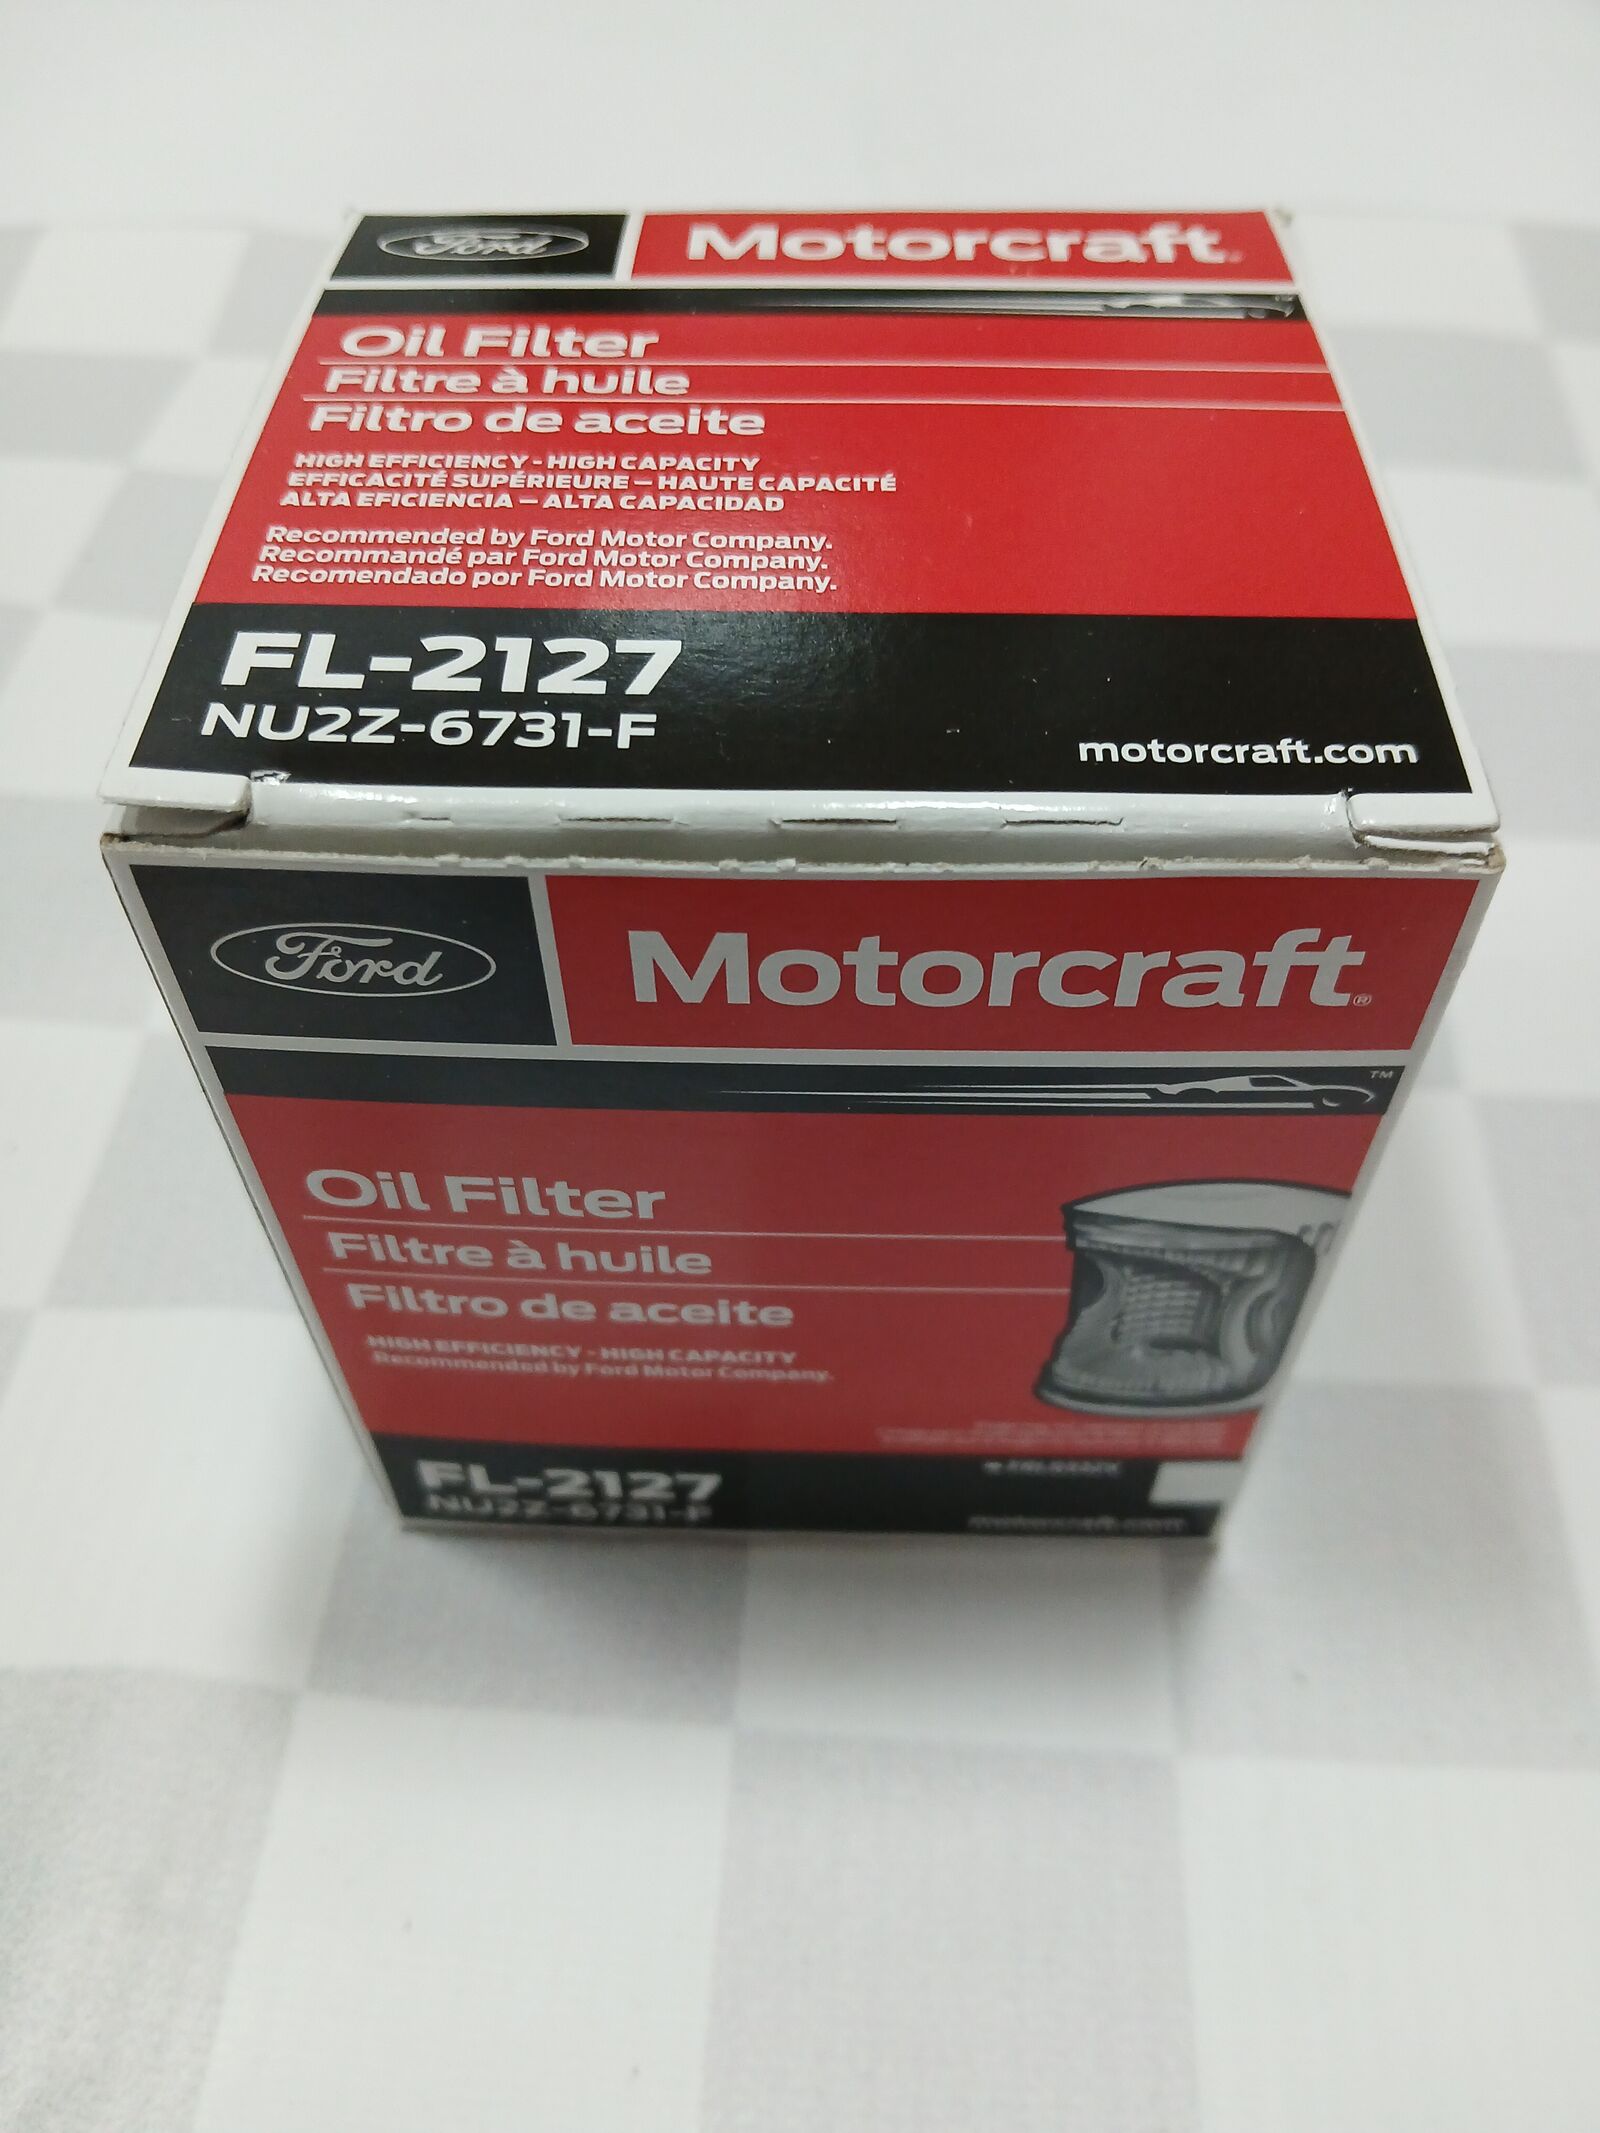 Ford
Motorcraft
Oil Filter
Filtre à huile
Filtro de aceite
HIGH EFFICIENCY - HIGH CAPACITY
EFFICACITÉ SUPÉRIEURE – HAUTE CAPACITÉ
ALTA EFICIENCIA – ALTA CAPACIDAD
Recommended by Ford Motor Company.
Recommandé par Ford Motor Company.
Recomendado por Ford Motor Company.
FL-2127
NU2Z-6731-F
motorcraft.com
Ford
Motorcraft®
™
Oil Filter
Filtre à huile
Filtro de aceite
HIGH EFFICIENCY - HIGH CAPACITY
Recommended by Ford Motor Company.
FL-2127
NU2Z-6731-F
motorcraft.com